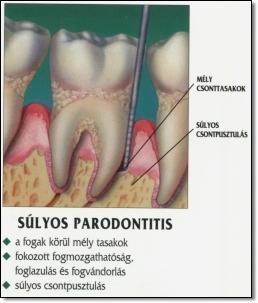 MÉLY
CSONTTASAKOK
SÚLYOS
CSONTPUSZTULÁS
SÚLYOS PARODONTITIS
◆ a fogak körül mély tasakok
◆ fokozott fogmozgathatóság,
foglazulás és fogvándorlás
◆ súlyos csontpusztulás